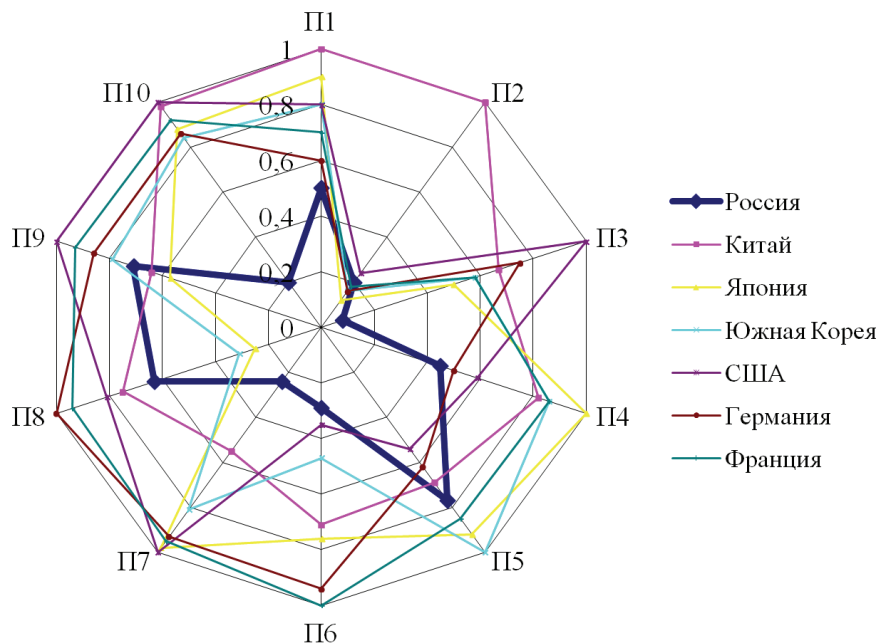 П1
1
П10
П2
0,8
0,6
0,4
П9
П3
0,2
0
П8
П4
П7
П5
П6
Россия
Китай
Япония
Южная Корея
США
Германия
Франция